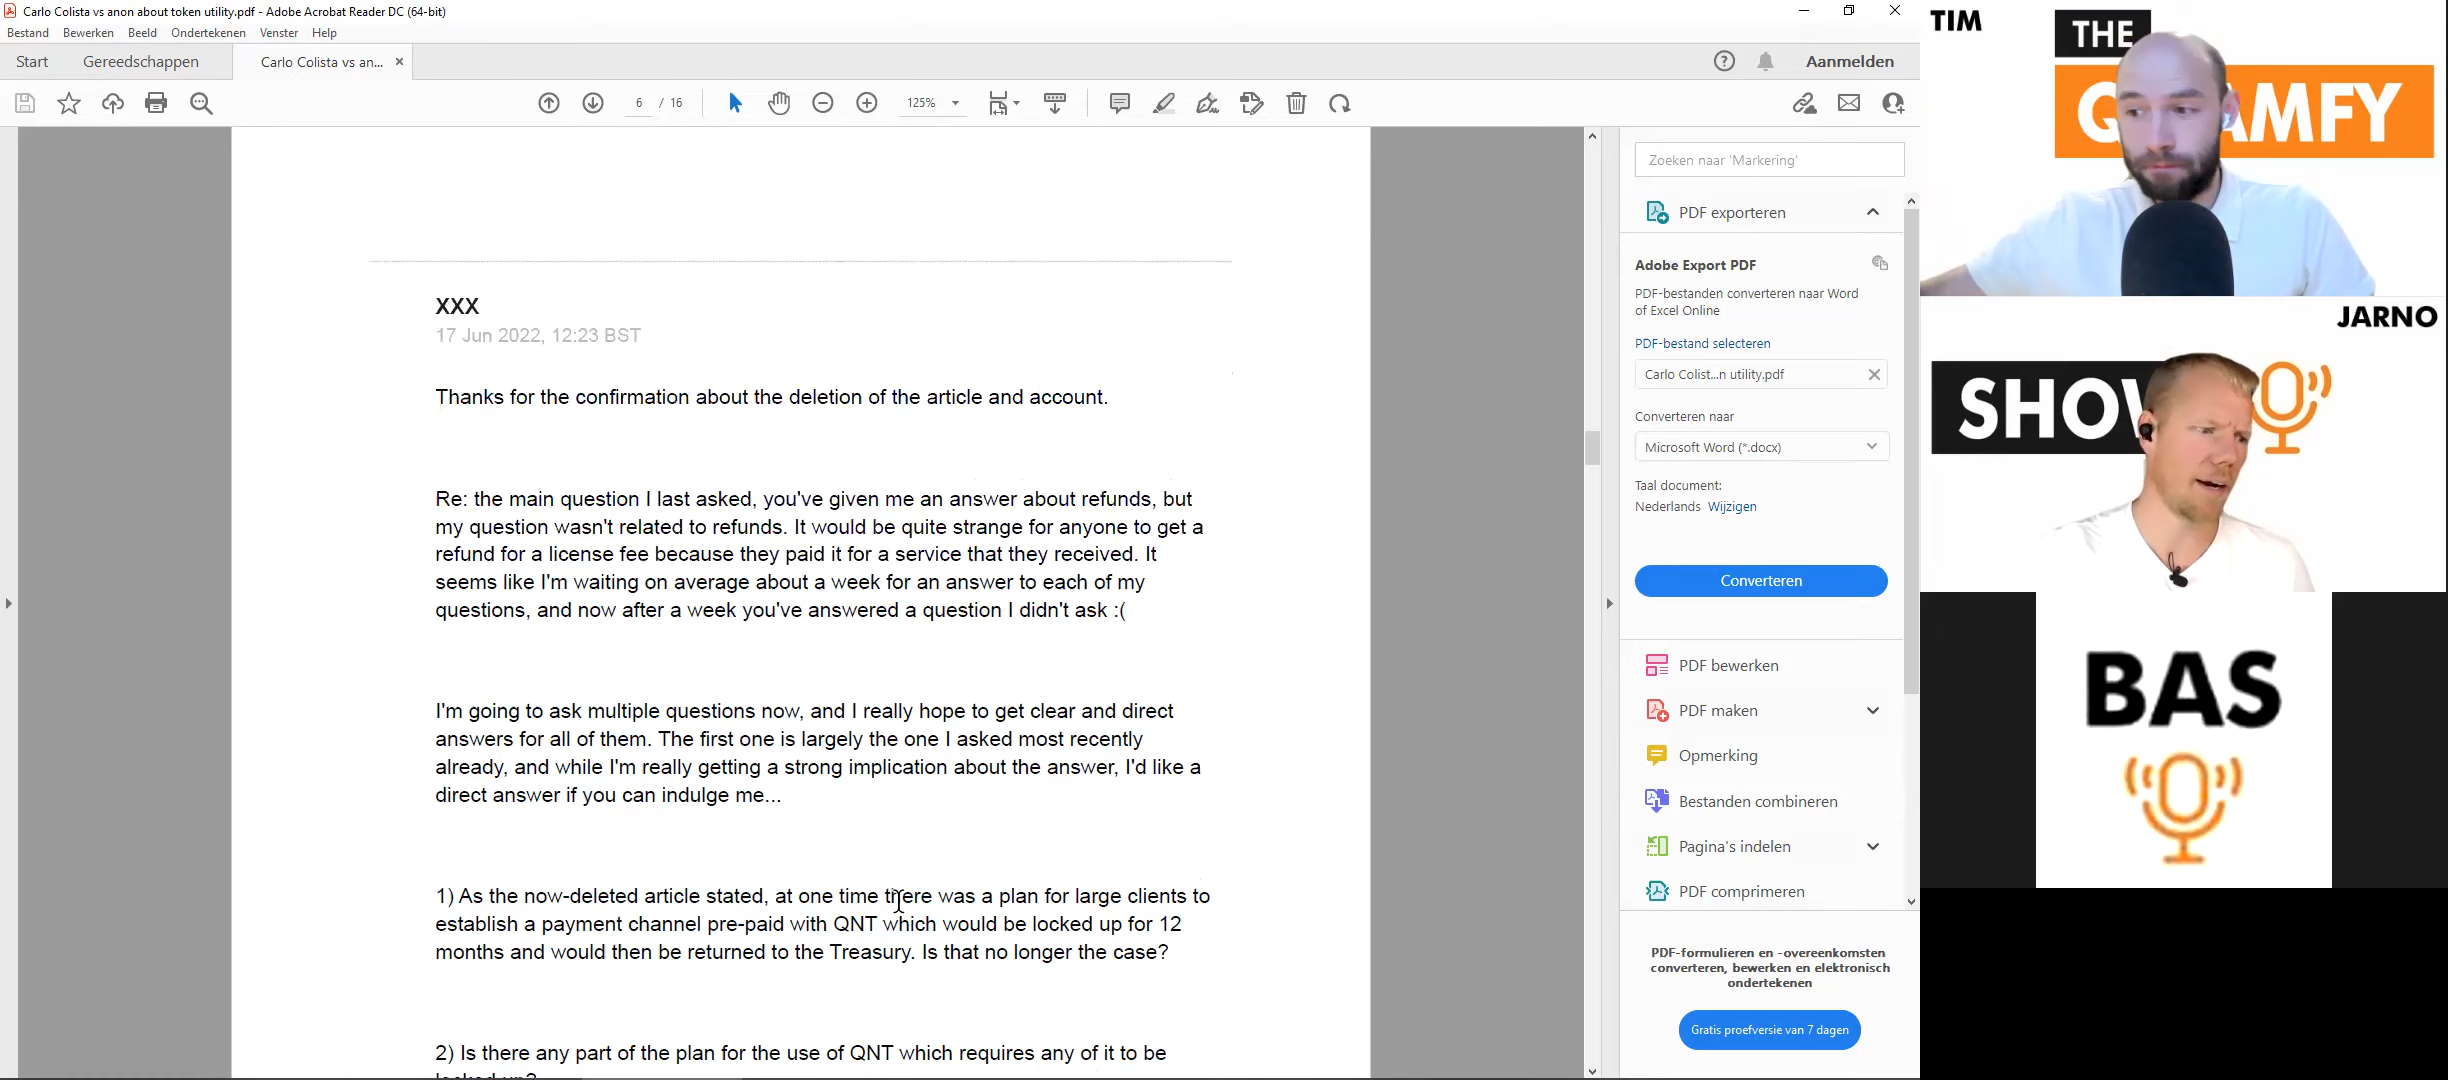 Carlo Colista vs anon about token utility.pdf - Adobe Acrobat Reader DC (64-bit)
Bestand Bewerken Beeld Ondertekenen Venster Help
Start Gereedschappen Carlo Colista vs an... × Aanmelden
6 / 16 125%
XXX
17 Jun 2022, 12:23 BST
Thanks for the confirmation about the deletion of the article and account.
Re: the main question I last asked, you've given me an answer about refunds, but
my question wasn't related to refunds. It would be quite strange for anyone to get a
refund for a license fee because they paid it for a service that they received. It
seems like I'm waiting on average about a week for an answer to each of my
questions, and now after a week you've answered a question I didn't ask :(
I'm going to ask multiple questions now, and I really hope to get clear and direct
answers for all of them. The first one is largely the one I asked most recently
already, and while I'm really getting a strong implication about the answer, I'd like a
direct answer if you can indulge me...
1) As the now-deleted article stated, at one time there was a plan for large clients to
establish a payment channel pre-paid with QNT which would be locked up for 12
months and would then be returned to the Treasury. Is that no longer the case?
2) Is there any part of the plan for the use of QNT which requires any of it to be
Zoeken naar 'Markering'
PDF exporteren
Adobe Export PDF
PDF-bestanden converteren naar Word
of Excel Online
PDF-bestand selecteren
Carlo Colist...n utility.pdf
Converteren naar
Microsoft Word (*.docx)
Taal document:
Nederlands Wijzigen
Converteren
PDF bewerken
PDF maken
Opmerking
Bestanden combineren
Pagina's indelen
PDF comprimeren
PDF-formulieren en -overeenkomsten
converteren, bewerken en elektronisch
ondertekenen
Gratis proefversie van 7 dagen
TIM
THE
JARNO
BAS